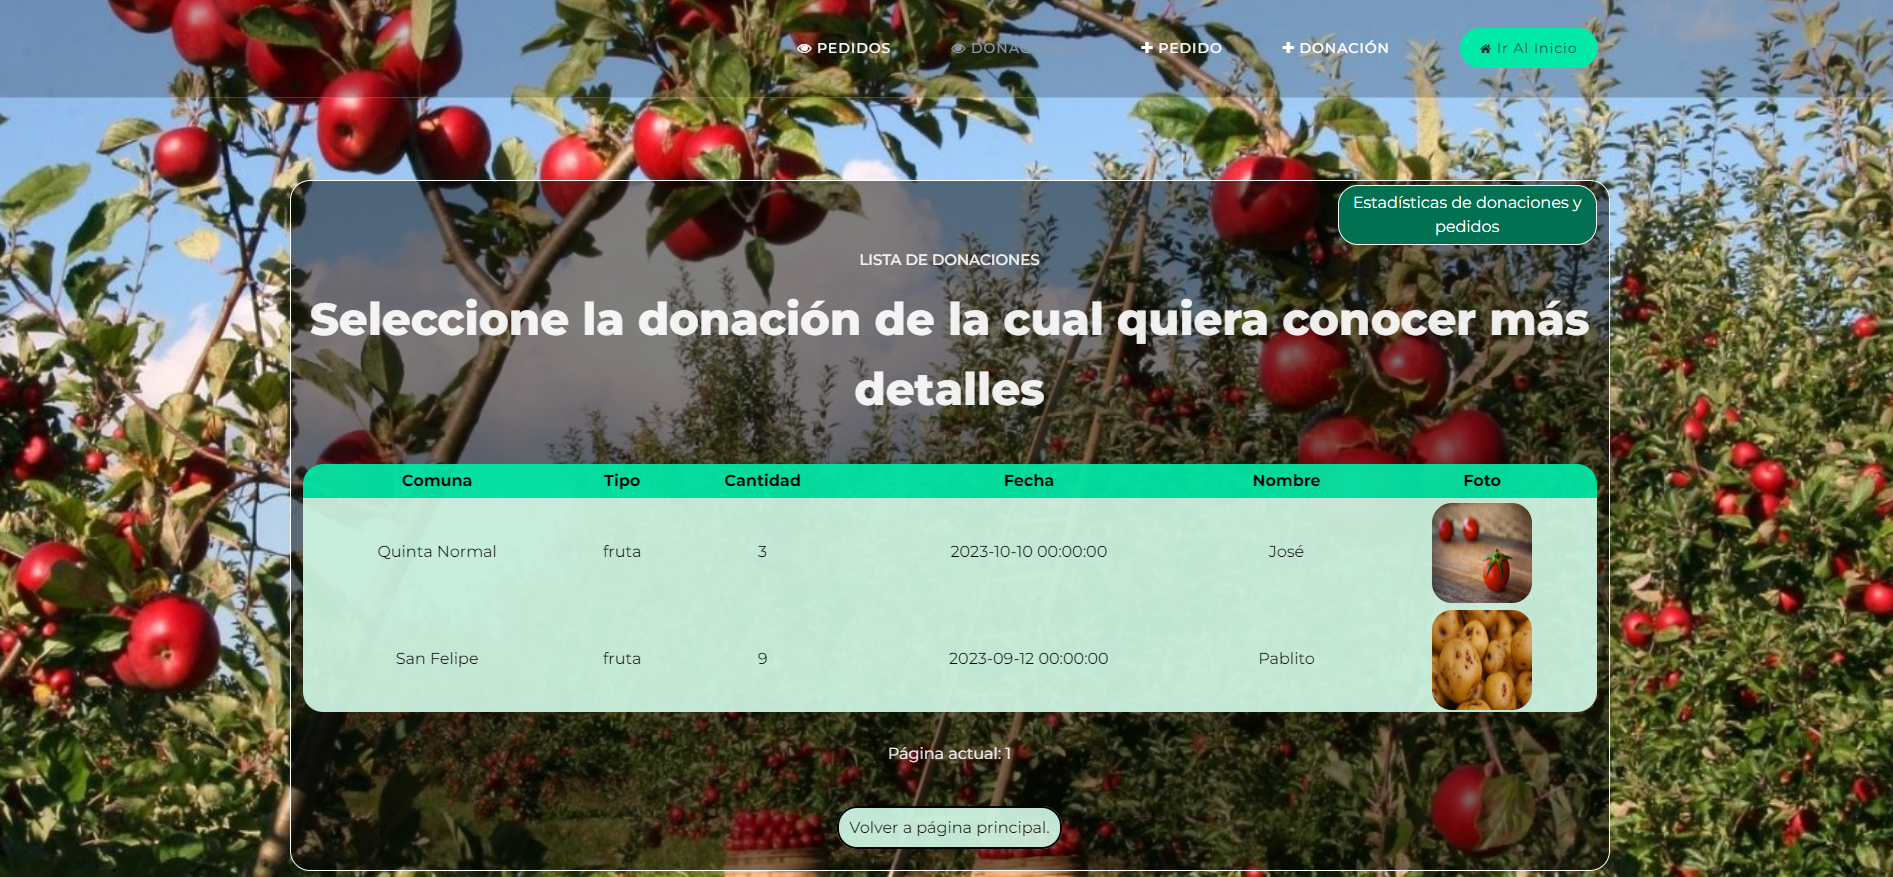 PEDIDOS DONACIONES PEDIDO DONACIÓN Ir Al Inicio
Estadísticas de donaciones y
pedidos
LISTA DE DONACIONES
Seleccione la donación de la cual quiera conocer más
detalles
Comuna Tipo Cantidad Fecha Nombre Foto
Quinta Normal fruta 3 2023-10-10 00:00:00 José
San Felipe fruta 9 2023-09-12 00:00:00 Pablito
Página actual: 1
Volver a página principal.